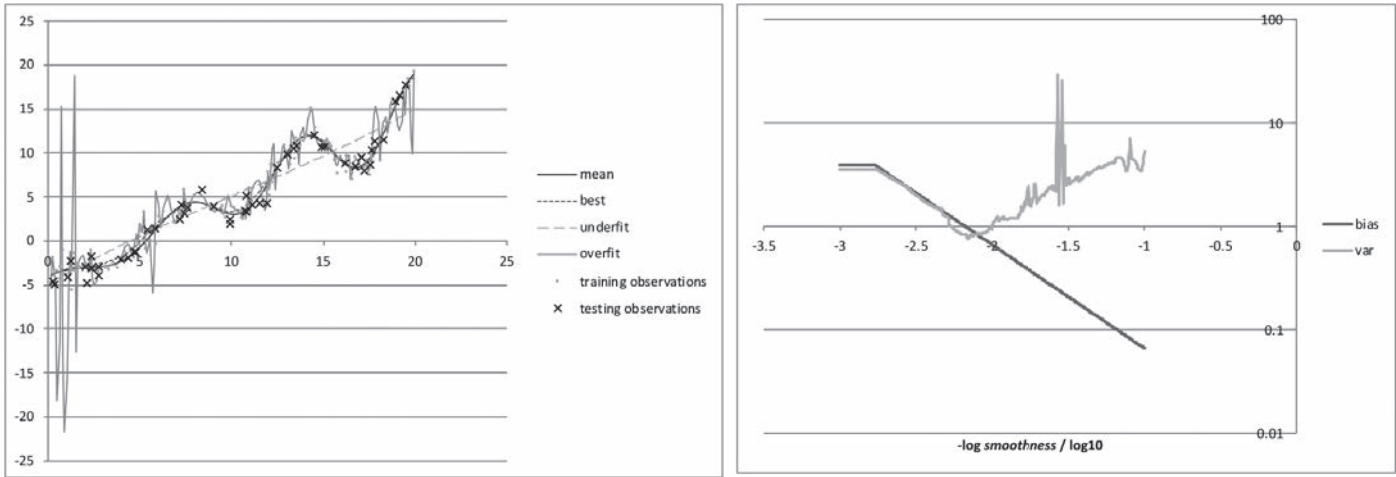 25
20
15
10
5
0
-5
-10
-15
-20
-25
0 5 10 15 20 25
mean
best
underfit
overfit
training observations
testing observations
100
10
1
0.1
0.01
-3.5 -3 -2.5 -2 -1.5 -1 -0.5 0
-log smoothness / log10
bias
var